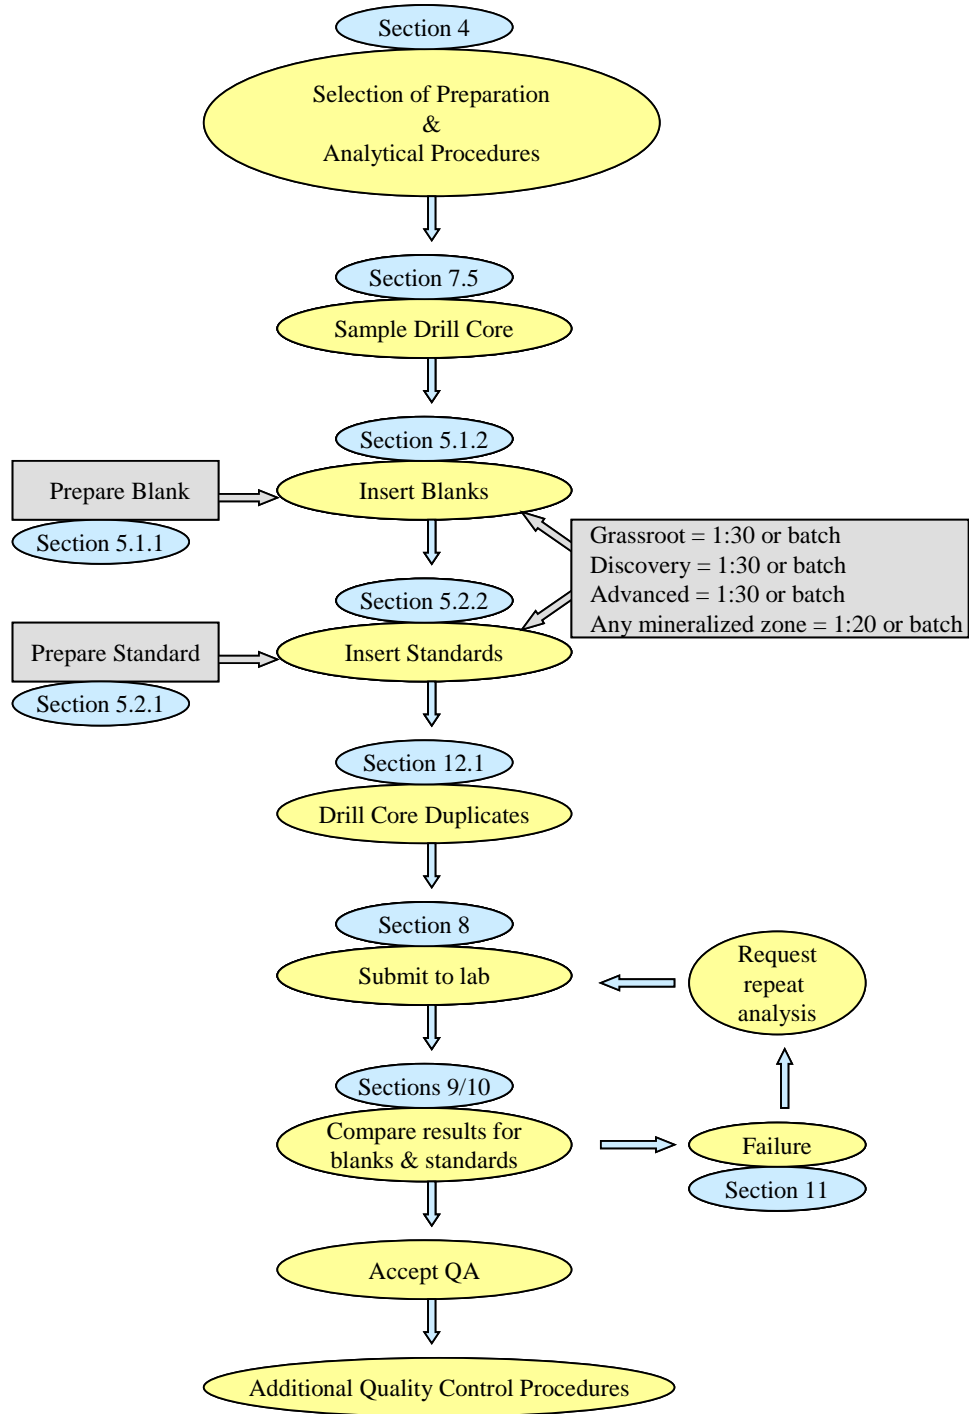 Section 4
Selection of Preparation
&
Analytical Procedures
Section 7.5
Sample Drill Core
Section 5.1.2
Prepare Blank
Insert Blanks
Section 5.1.1
Grassroot = 1:30 or batch
Discovery = 1:30 or batch
Advanced = 1:30 or batch
Any mineralized zone = 1:20 or batch
Section 5.2.2
Prepare Standard
Insert Standards
Section 5.2.1
Section 12.1
Drill Core Duplicates
Section 8
Submit to lab
Request
repeat
analysis
Sections 9/10
Compare results for
blanks & standards
Failure
Section 11
Accept QA
Additional Quality Control Procedures